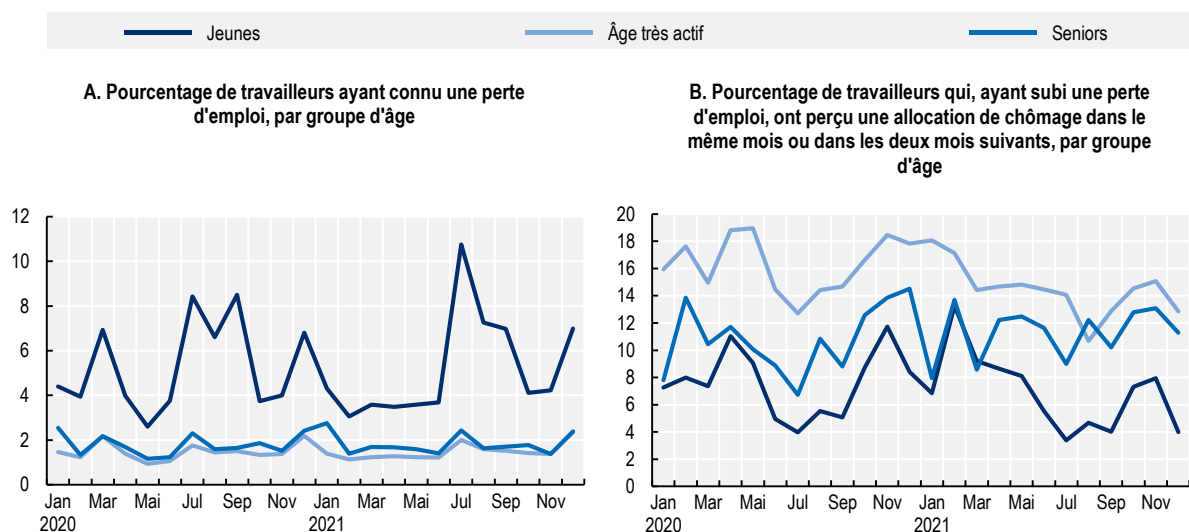 Jeunes
Âge très actif
Seniors
A. Pourcentage de travailleurs ayant connu une perte
d'emploi, par groupe d'âge
B. Pourcentage de travailleurs qui, ayant subi une perte
d'emploi, ont perçu une allocation de chômage dans le
même mois ou dans les deux mois suivants, par groupe
d'âge
12
10
8
6
4
2
0
Jan Mar Mai Jul Sep Nov Jan Mar Mai Jul Sep Nov
2020 2021
20
18
16
14
12
10
8
6
4
2
0
Jan Mar Mai Jul Sep Nov Jan Mar Mai Jul Sep Nov
2020 2021